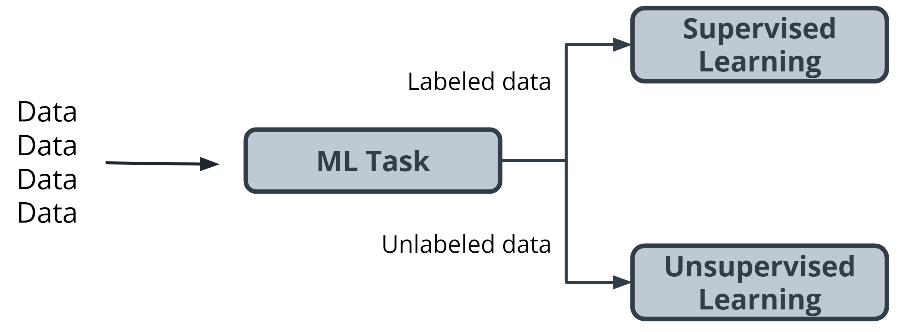 Data
Data
Data
Data
ML Task
Labeled data
Unlabeled data
Supervised
Learning
Unsupervised
Learning